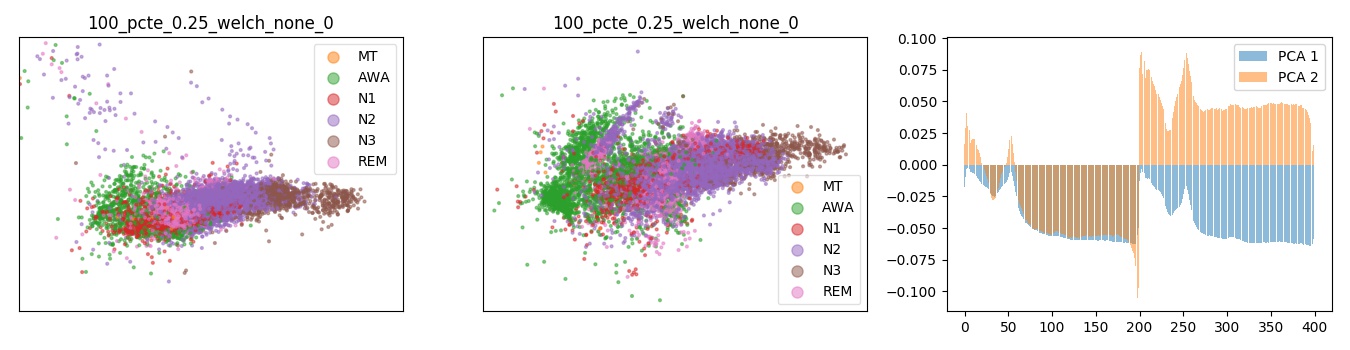 100_pcte_0.25_welch_none_0
MT
AWA
N1
N2
N3
REM
100_pcte_0.25_welch_none_0
MT
AWA
N1
N2
N3
REM
PCA 1
PCA 2
0.100
0.075
0.050
0.025
0.000
−0.025
−0.050
−0.075
−0.100
0 50 100 150 200 250 300 350 400